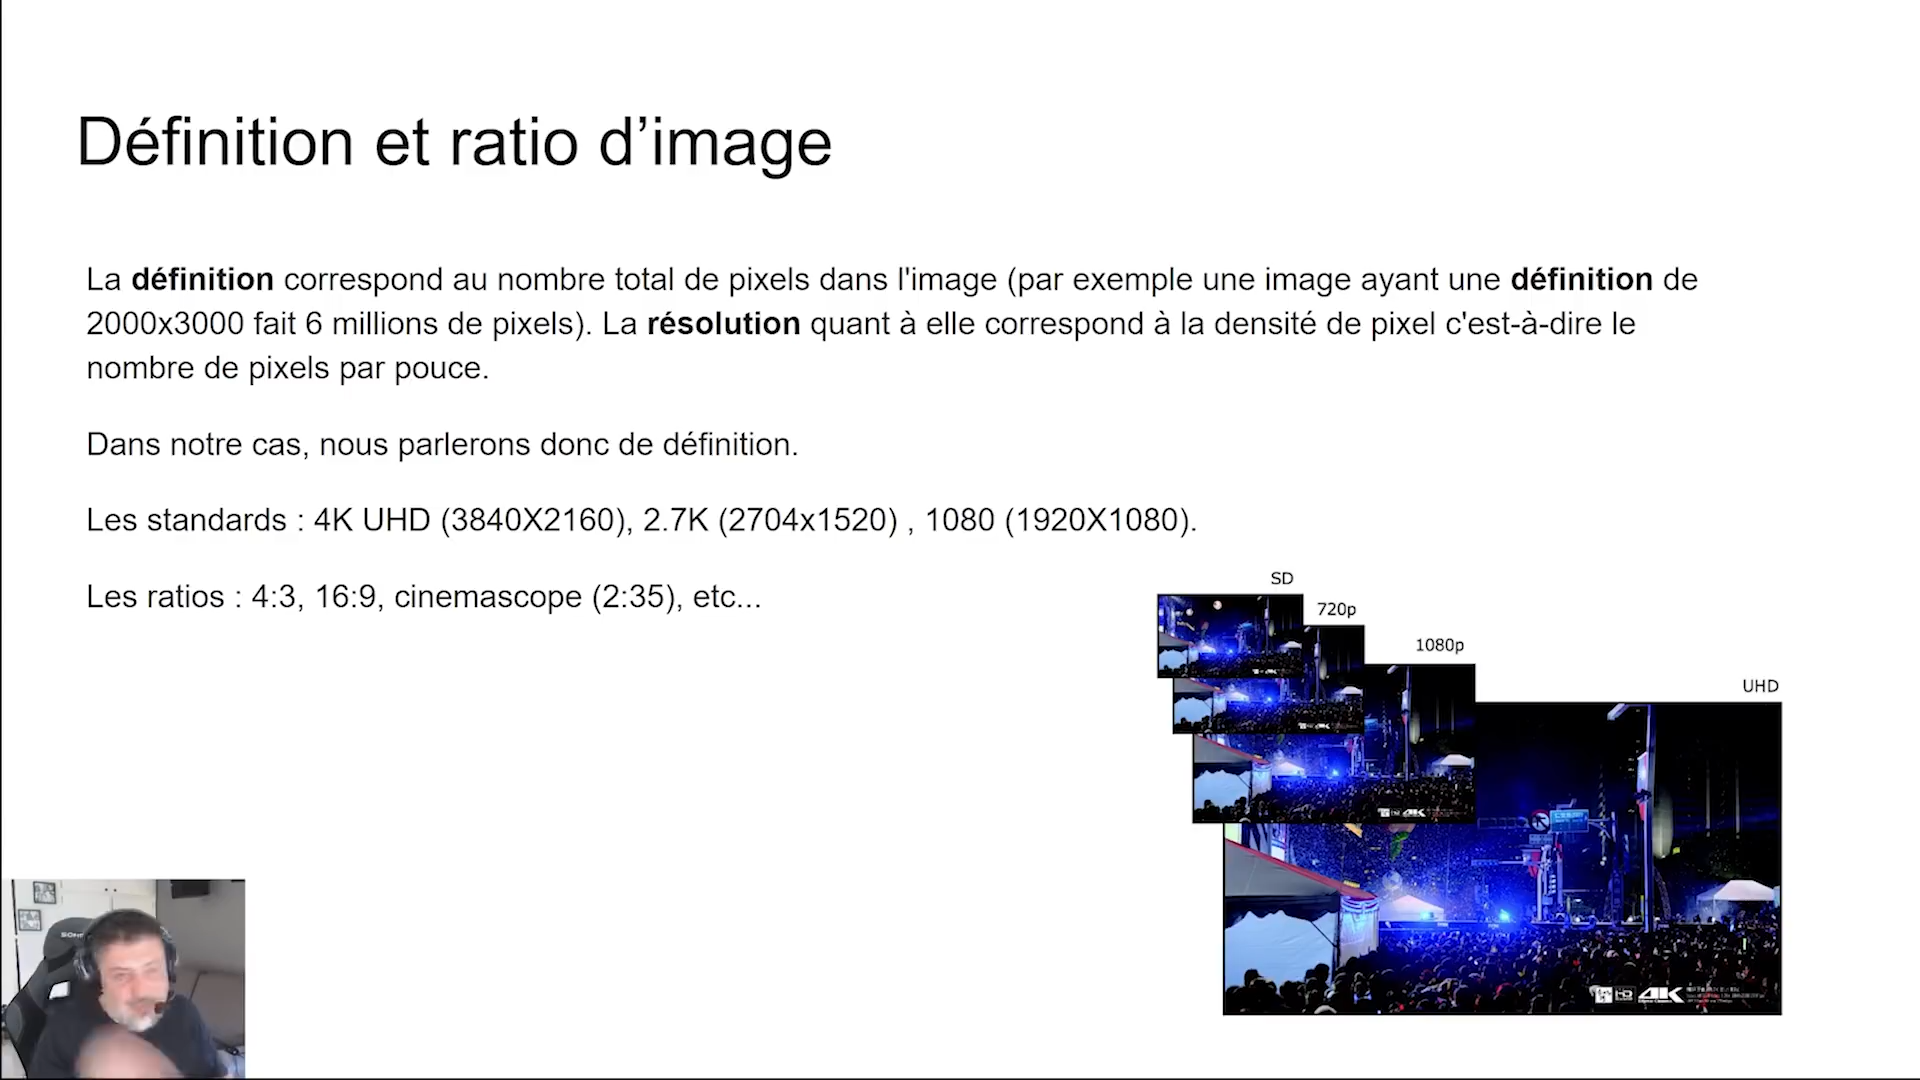 Définition et ratio d’image
La définition correspond au nombre total de pixels dans l'image (par exemple une image ayant une définition de
2000x3000 fait 6 millions de pixels). La résolution quant à elle correspond à la densité de pixel c'est-à-dire le
nombre de pixels par pouce.
Dans notre cas, nous parlerons donc de définition.
Les standards : 4K UHD (3840X2160), 2.7K (2704x1520) , 1080 (1920X1080).
Les ratios : 4:3, 16:9, cinemascope (2:35), etc...
SD
720p
1080p
UHD
4K
HD 4K